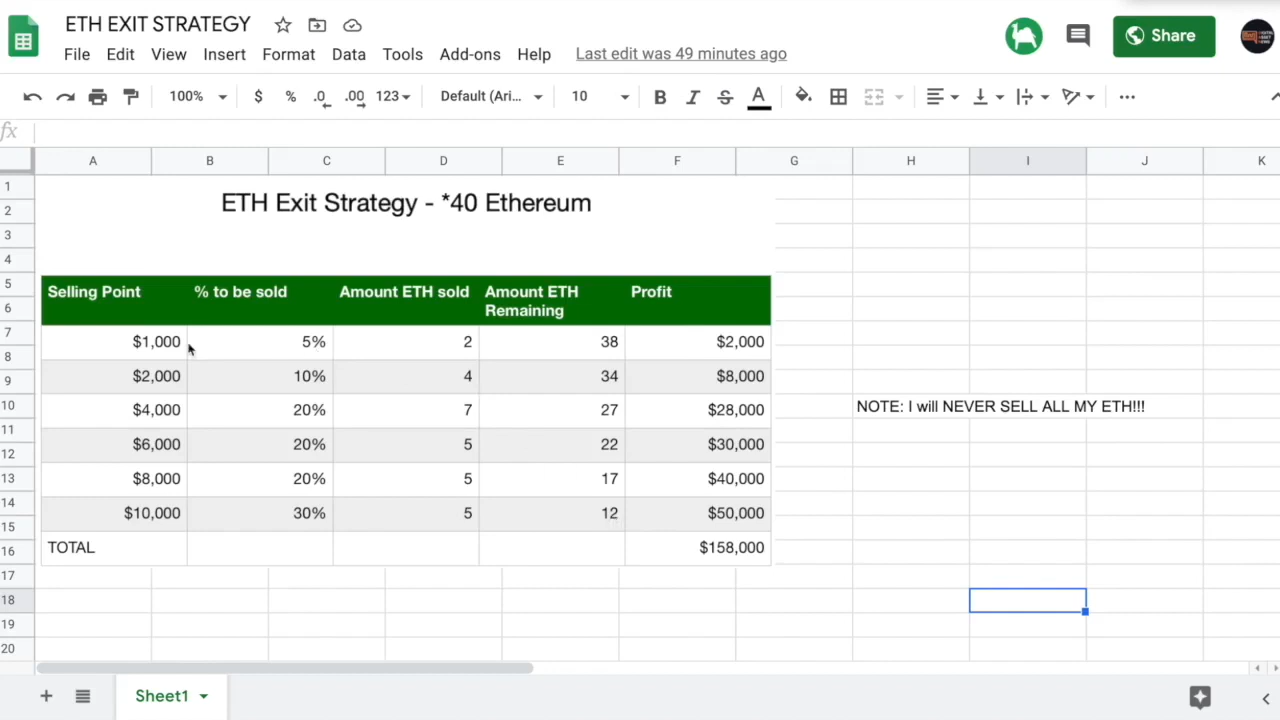 ETH EXIT STRATEGY
File Edit View Insert Format Data Tools Add-ons Help Last edit was 49 minutes ago
Share
100% $ % .0 .00 123 Default (Ari... 10 B I S A ...
fx
A B C D E F G H I J K
1
2 ETH Exit Strategy - *40 Ethereum
3
4
5 Selling Point % to be sold Amount ETH sold Amount ETH Remaining Profit
6
7 $1,000 5% 2 38 $2,000
8 $2,000 10% 4 34 $8,000
9
10 $4,000 20% 7 27 $28,000 NOTE: I will NEVER SELL ALL MY ETH!!!
11 $6,000 20% 5 22 $30,000
12
13 $8,000 20% 5 17 $40,000
14 $10,000 30% 5 12 $50,000
15
16 TOTAL $158,000
17
18
19
20
Sheet1